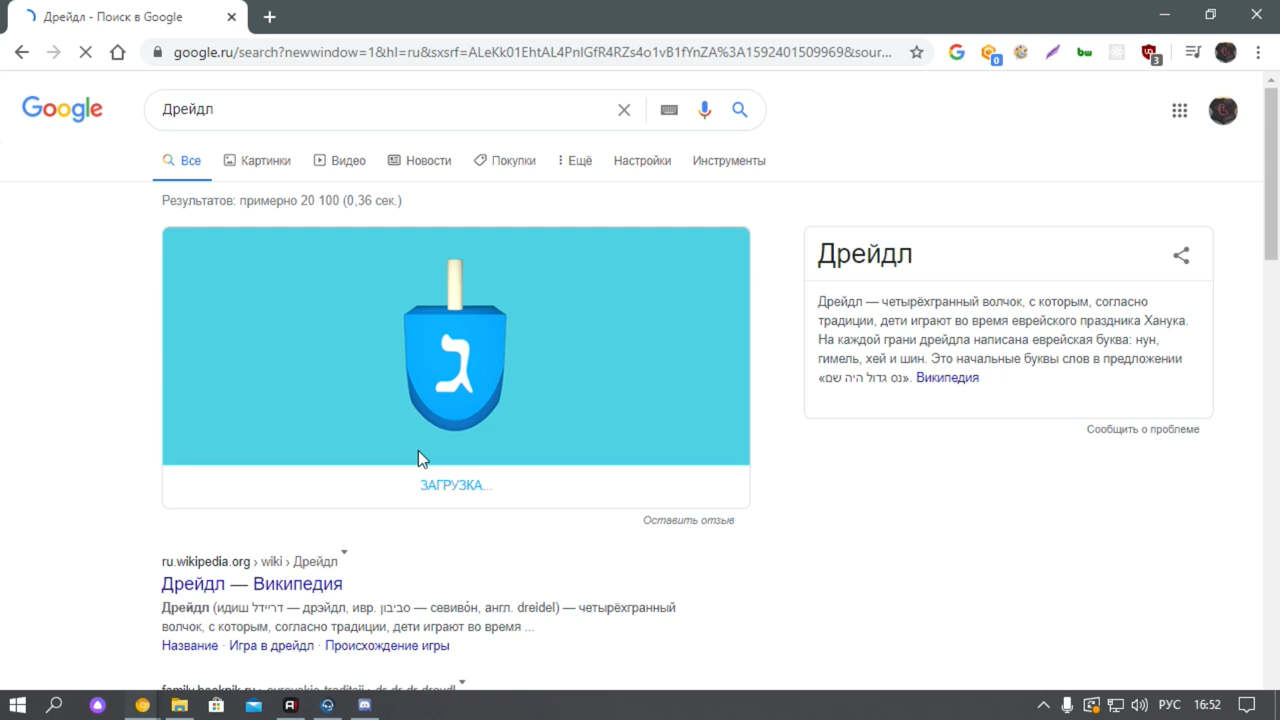 Дрейдл - Поиск в Google
google.ru/search?newwindow=1&hl=ru&sxsrf=ALeKk01EhtAL4PnlGfR4RZs4o1vB1fYnZA%3A1592401509969&sour...
0
bw
3
Google
Дрейдл
Все
Картинки
Видео
Новости
Покупки
Ещё
Настройки
Инструменты
Результатов: примерно 20 100 (0,36 сек.)
ג
ЗАГРУЗКА...
Оставить отзыв
Дрейдл
Дрейдл — четырёхгранный волчок, с которым, согласно
традиции, дети играют во время еврейского праздника Ханука.
На каждой грани дрейдла написана еврейская буква: нун,
гимель, хей и шин. Это начальные буквы слов в предложении
«נס גדול היה שם». Википедия
Сообщить о проблеме
ru.wikipedia.org › wiki › Дрейдл
Дрейдл — Википедия
Дрейдл (идиш דריידל — дрэйдл, ивр. סביבון — севиво́н, англ. dreidel) — четырёхгранный
волчок, с которым, согласно традиции, дети играют во время ...
Название · Игра в дрейдл · Происхождение игры
РУС
16:52